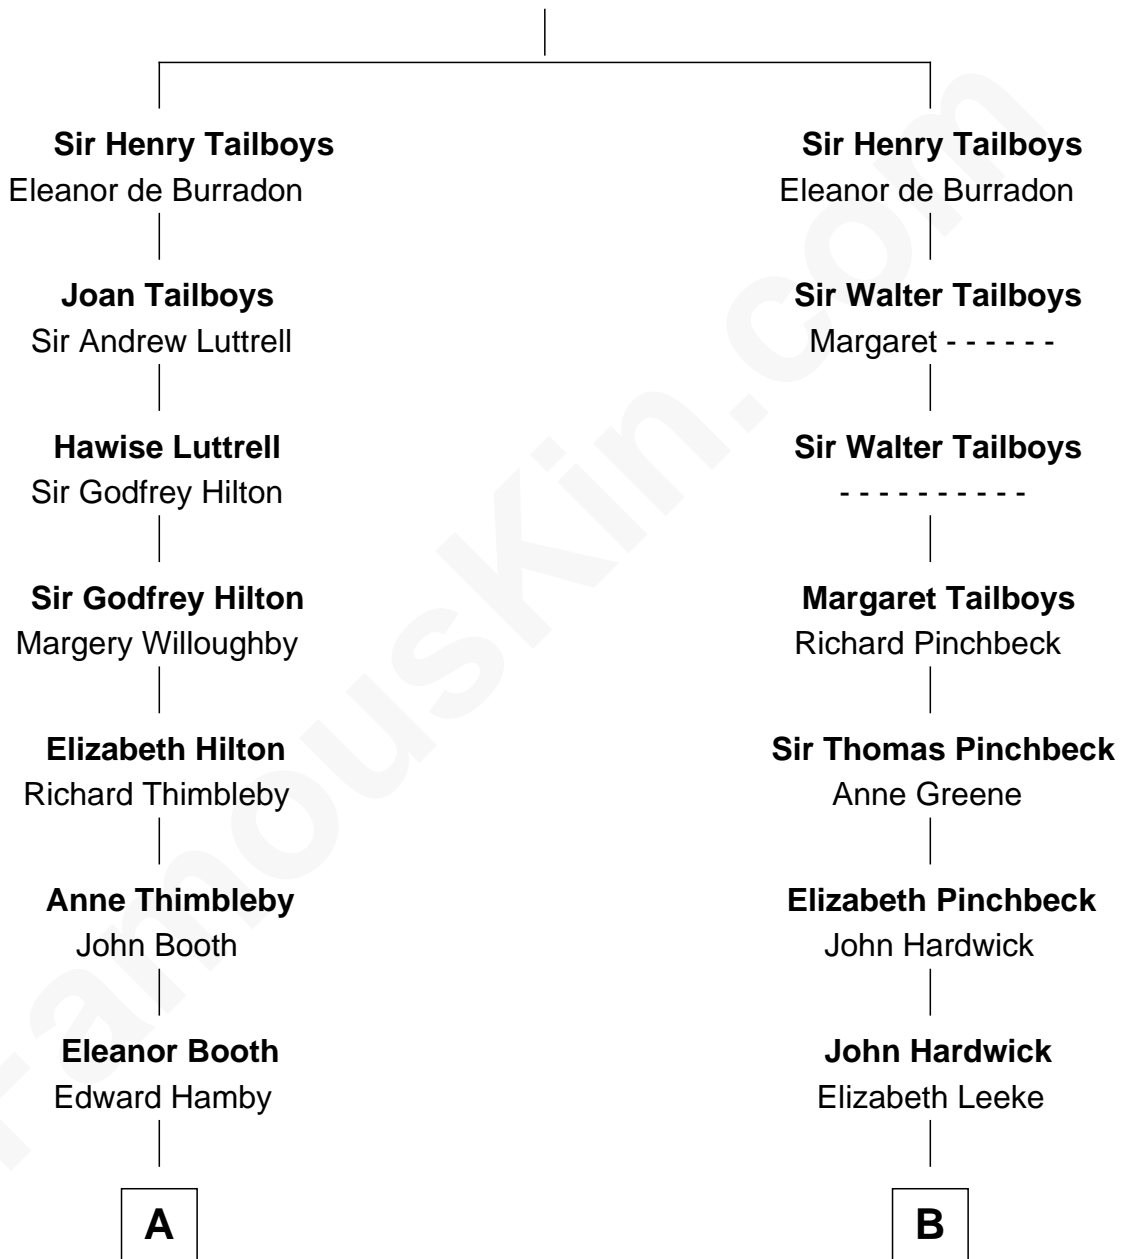 Sir Henry Tailboys
Eleanor de Burradon
Joan Tailboys
Sir Andrew Luttrell
Hawise Luttrell
Sir Godfrey Hilton
Sir Godfrey Hilton
Margery Willoughby
Elizabeth Hilton
Richard Thimbleby
Anne Thimbleby
John Booth
Eleanor Booth
Edward Hamby
A
Sir Henry Tailboys
Eleanor de Burradon
Sir Walter Tailboys
Margaret - - - - - -
Sir Walter Tailboys
- - - - - - - - - -
Margaret Tailboys
Richard Pinchbeck
Sir Thomas Pinchbeck
Anne Greene
Elizabeth Pinchbeck
John Hardwick
John Hardwick
Elizabeth Leeke
B
FamousKin.com